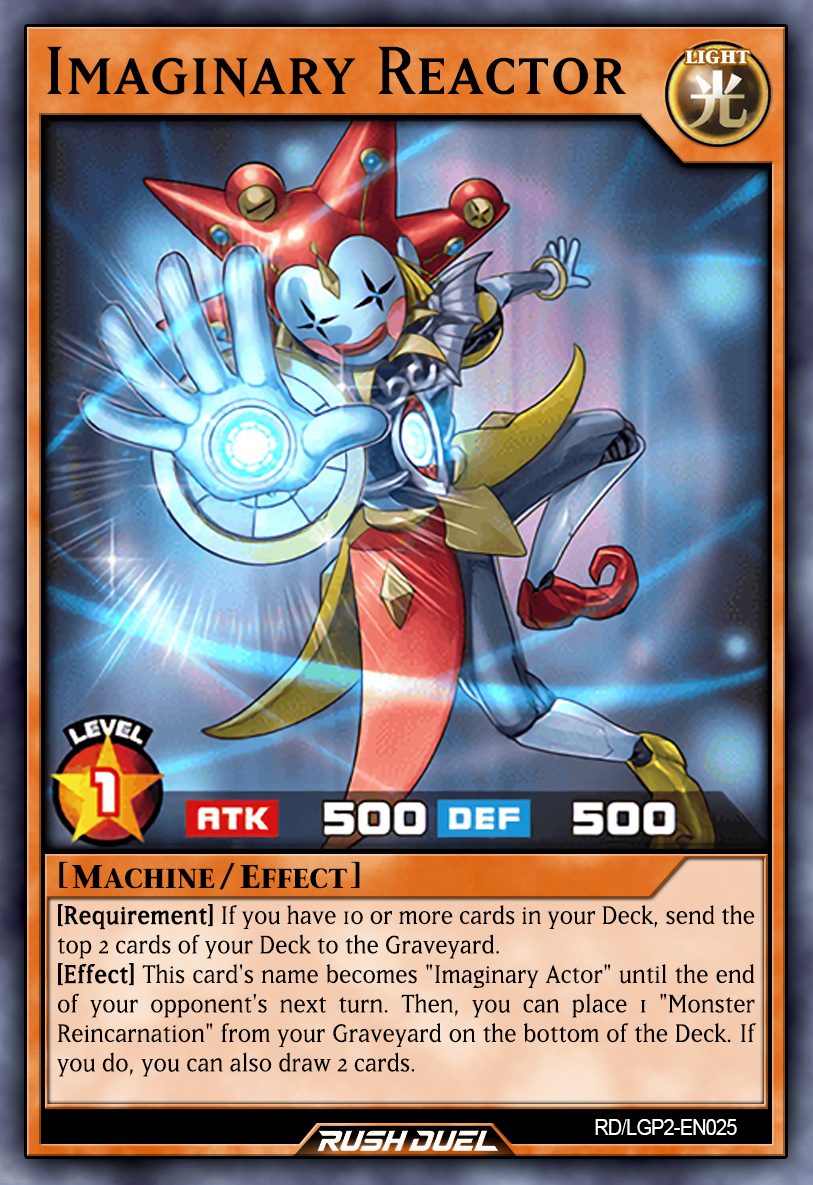 IMAGINARY REACTOR
LIGHT
光
LEVEL
1
ATK 500 DEF 500
[MACHINE/EFFECT]
[Requirement] If you have 10 or more cards in your Deck, send the
top 2 cards of your Deck to the Graveyard.
[Effect] This card's name becomes "Imaginary Actor" until the end
of your opponent's next turn. Then, you can place 1 "Monster
Reincarnation" from your Graveyard on the bottom of the Deck. If
you do, you can also draw 2 cards.
RD/LGP2-EN025
RUSH DUEL